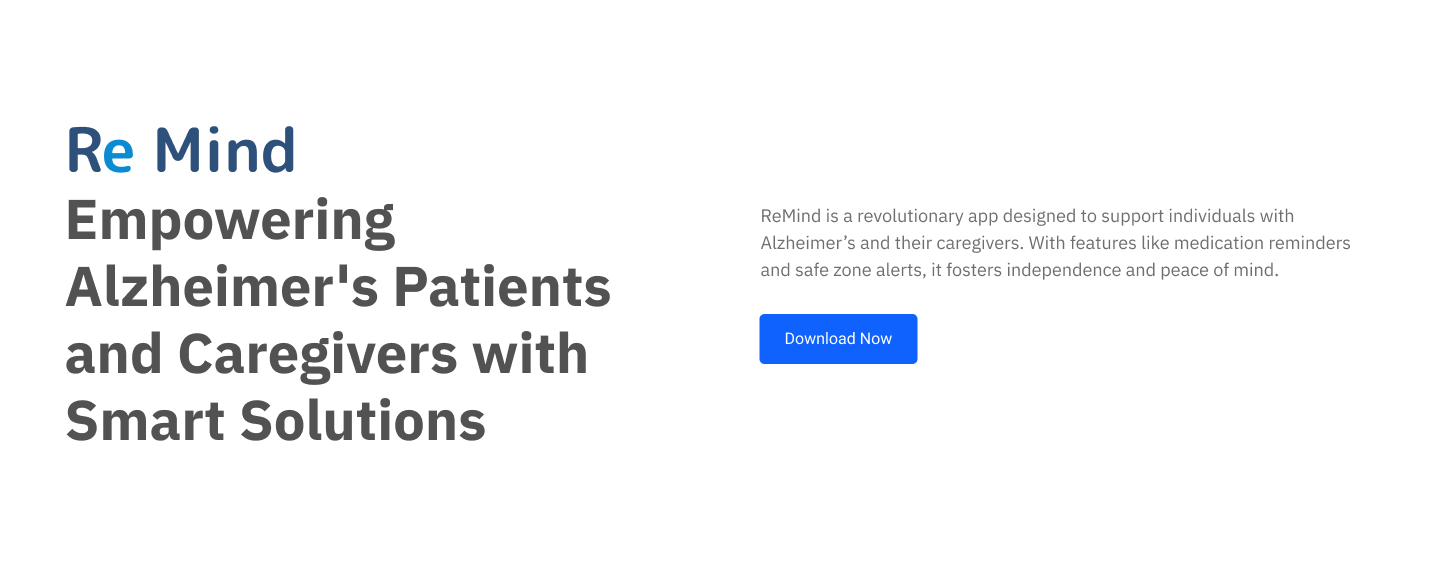 Re Mind
Empowering
Alzheimer's Patients
and Caregivers with
Smart Solutions
ReMind is a revolutionary app designed to support individuals with
Alzheimer’s and their caregivers. With features like medication reminders
and safe zone alerts, it fosters independence and peace of mind.
Download Now